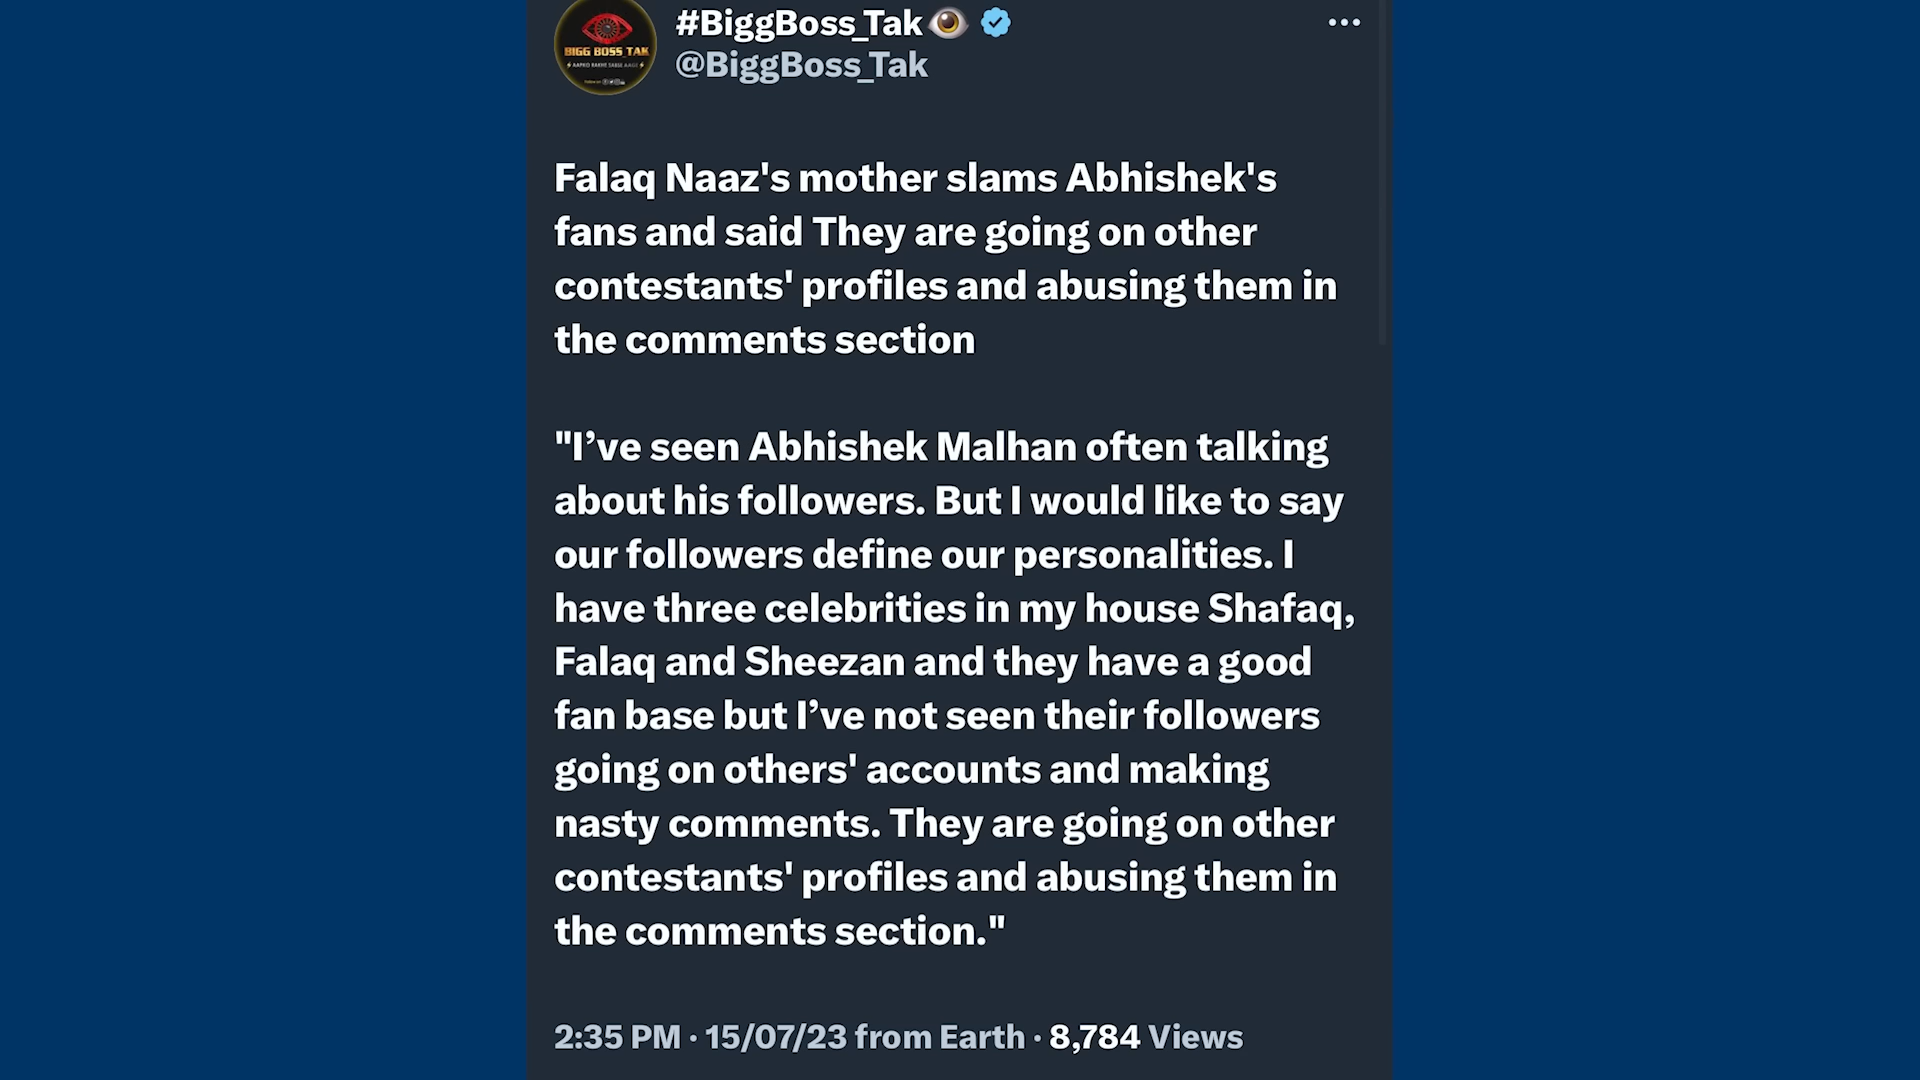 #BiggBoss_Tak👁
@BiggBoss_Tak
BIGG BOSS TAK
Falaq Naaz's mother slams Abhishek's
fans and said They are going on other
contestants' profiles and abusing them in
the comments section
"I’ve seen Abhishek Malhan often talking
about his followers. But I would like to say
our followers define our personalities. I
have three celebrities in my house Shafaq,
Falaq and Sheezan and they have a good
fan base but I’ve not seen their followers
going on others' accounts and making
nasty comments. They are going on other
contestants' profiles and abusing them in
the comments section."
2:35 PM · 15/07/23 from Earth · 8,784 Views